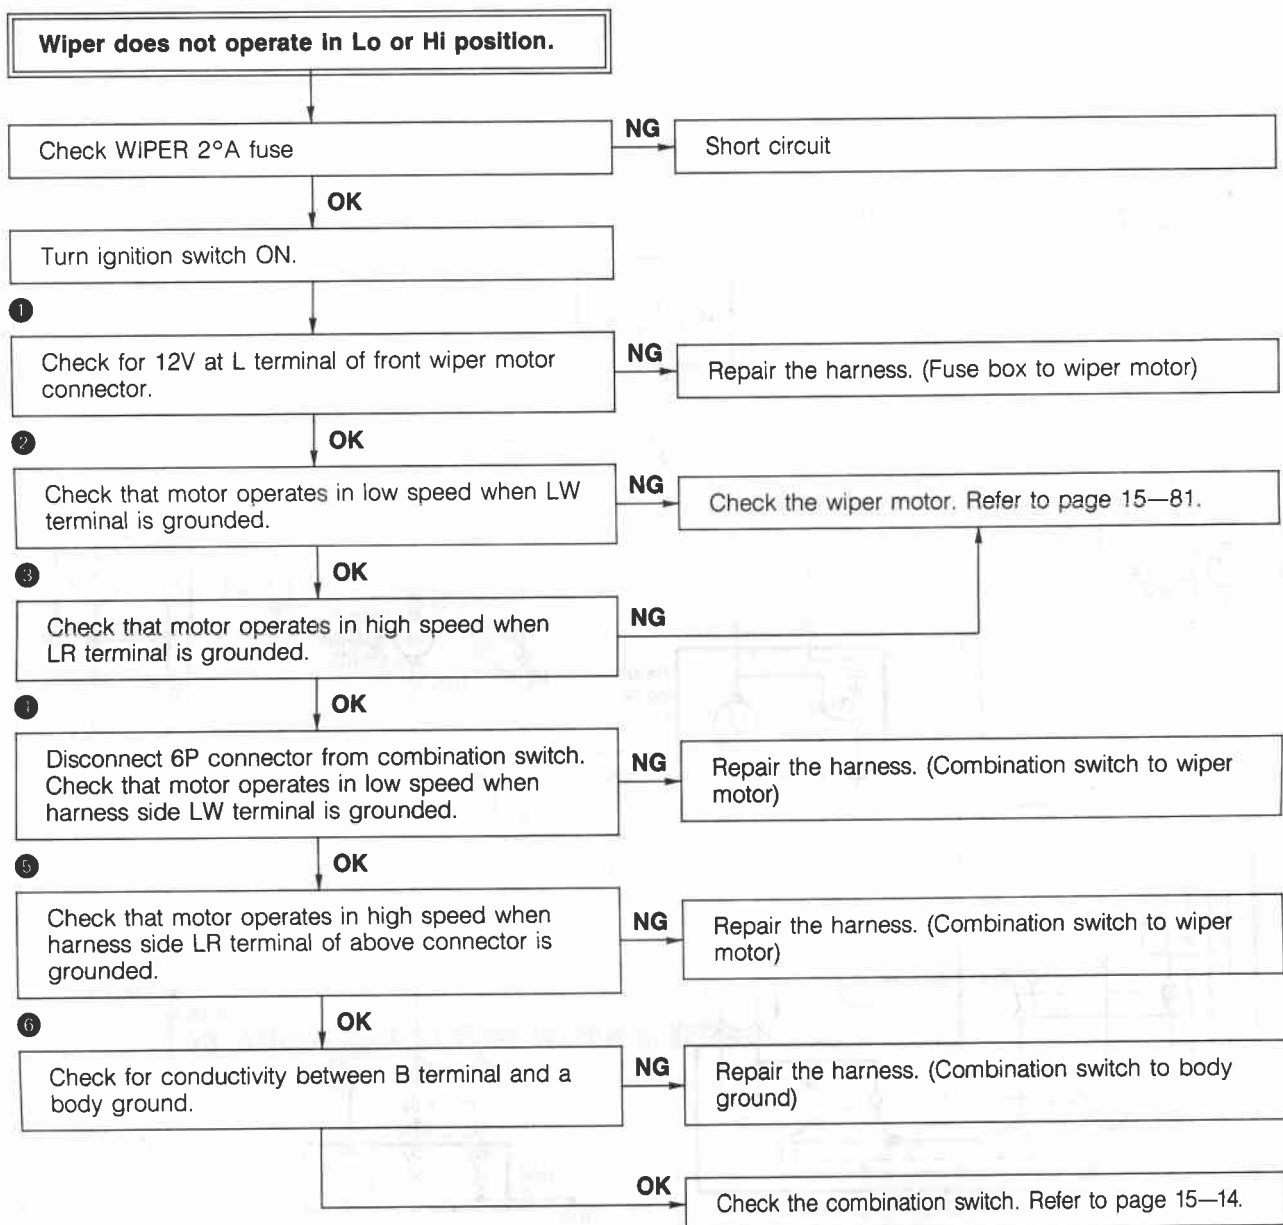 Wiper does not operate in Lo or Hi position.
Check WIPER 2°A fuse
NG
Short circuit
OK
Turn ignition switch ON.
1
Check for 12V at L terminal of front wiper motor
connector.
NG
Repair the harness. (Fuse box to wiper motor)
OK
2
Check that motor operates in low speed when LW
terminal is grounded.
NG
Check the wiper motor. Refer to page 15—81.
OK
3
Check that motor operates in high speed when
LR terminal is grounded.
NG
OK
Disconnect 6P connector from combination switch.
Check that motor operates in low speed when
harness side LW terminal is grounded.
NG
Repair the harness. (Combination switch to wiper
motor)
OK
5
Check that motor operates in high speed when
harness side LR terminal of above connector is
grounded.
NG
Repair the harness. (Combination switch to wiper
motor)
OK
6
Check for conductivity between B terminal and a
body ground.
NG
Repair the harness. (Combination switch to body
ground)
OK
Check the combination switch. Refer to page 15—14.